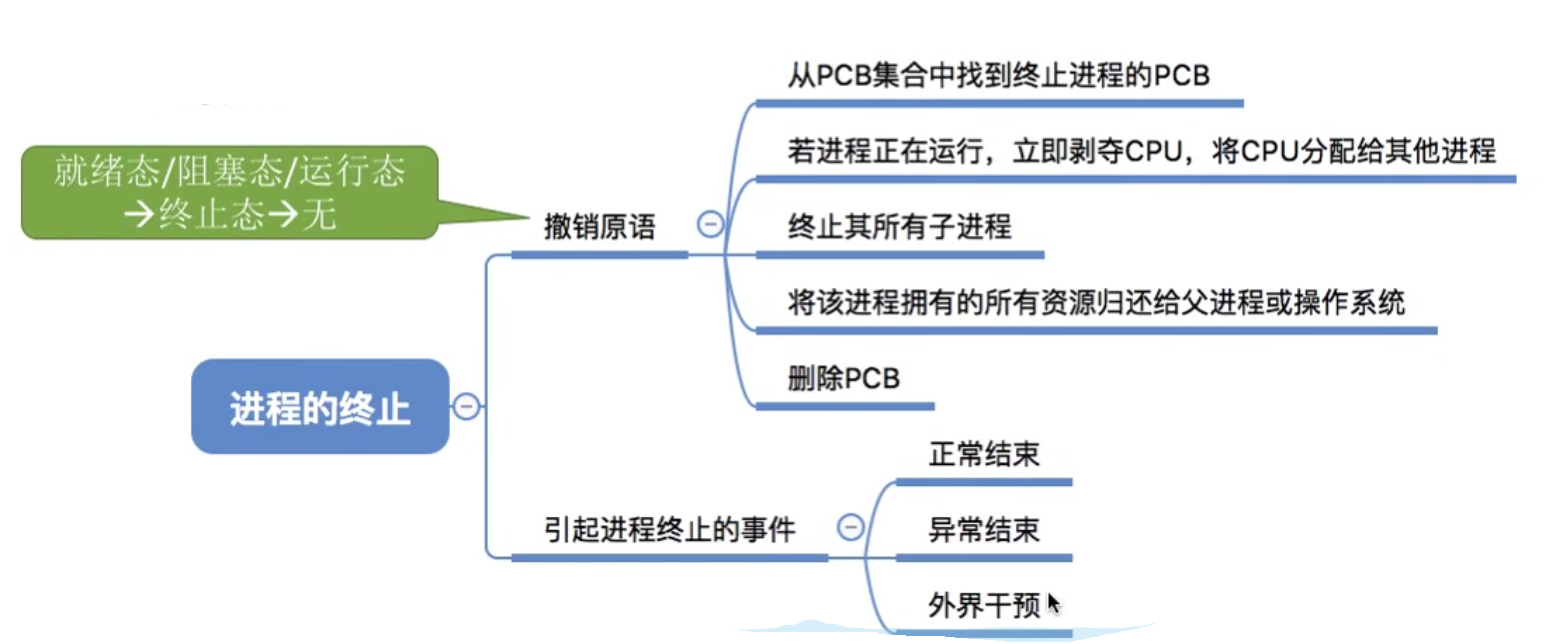 从PCB集合中找到终止进程的PCB
若进程正在运行，立即剥夺CPU，将CPU分配给其他进程
就绪态/阻塞态/运行态
→终止态→无
撤销原语
终止其所有子进程
将该进程拥有的所有资源归还给父进程或操作系统
删除PCB
进程的终止
正常结束
引起进程终止的事件
异常结束
外界干预